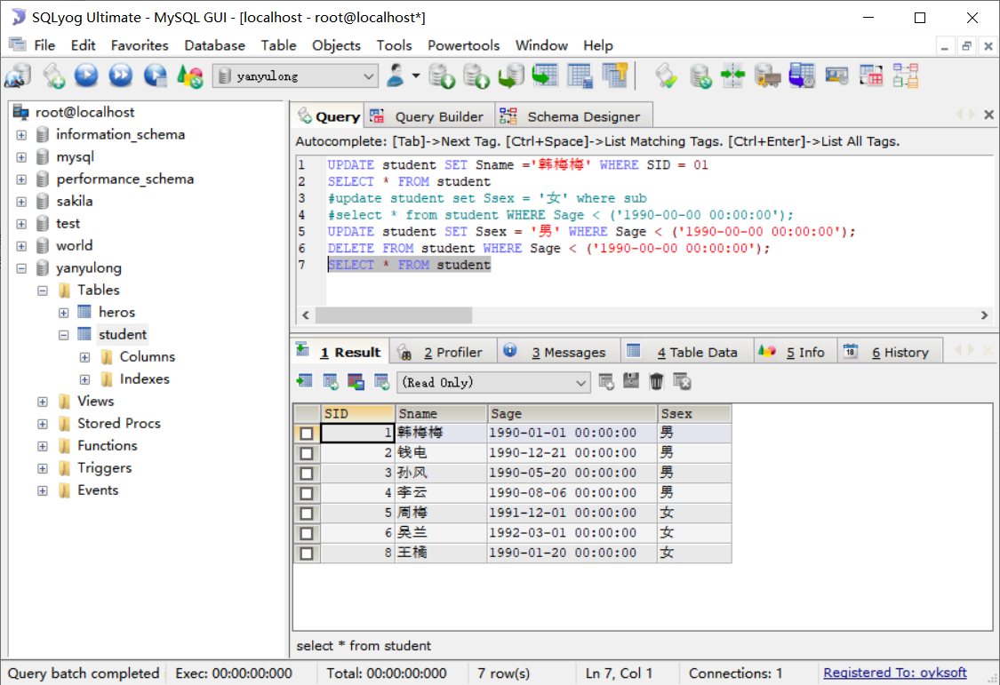 SQLyog Ultimate - MySQL GUI - [localhost - root@localhost*]
File Edit Favorites Database Table Objects Tools Powertools Window Help
yanyulong
root@localhost
information_schema
mysql
performance_schema
sakila
test
world
yanyulong
Tables
heros
student
Columns
Indexes
Views
Stored Procs
Functions
Triggers
Events
Query Query Builder Schema Designer
Autocomplete: [Tab]->Next Tag. [Ctrl+Space]->List Matching Tags. [Ctrl+Enter]->List All Tags.
1 UPDATE student SET Sname ='韩梅梅' WHERE SID = 01
2 SELECT * FROM student
3 #update student set Ssex = '女' where sub
4 #select * from student WHERE Sage < ('1990-00-00 00:00:00');
5 UPDATE student SET Ssex = '男' WHERE Sage < ('1990-00-00 00:00:00');
6 DELETE FROM student WHERE Sage < ('1990-00-00 00:00:00');
7 SELECT * FROM student
1 Result 2 Profiler 3 Messages 4 Table Data 5 Info 6 History
(Read Only)
SID Sname Sage Ssex
1 韩梅梅 1990-01-01 00:00:00 男
2 钱电 1990-12-21 00:00:00 男
3 孙风 1990-05-20 00:00:00 男
4 李云 1990-08-06 00:00:00 男
5 周梅 1991-12-01 00:00:00 女
6 吴兰 1992-03-01 00:00:00 女
8 王橘 1990-01-20 00:00:00 女
select * from student
Query batch completed Exec: 00:00:00:000 Total: 00:00:00:000 7 row(s) Ln 7, Col 1 Connections: 1 Registered To: oyksoft